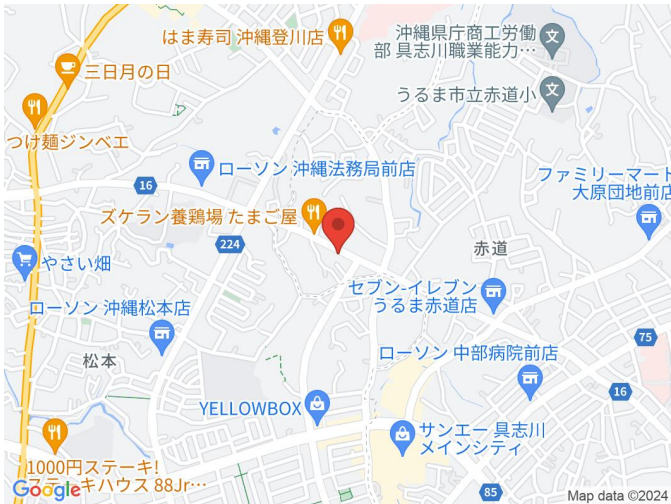 はま寿司 沖縄登川店
沖縄県庁商工労働
部 具志川職業能力…
三日月の日
うるま市立赤道小
つけ麺ジンベエ
ローソン 沖縄法務局前店
16
ファミリーマート
大原団地前店
ズケラン養鶏場 たまご屋
224
赤道
やさい畑
セブン-イレブン
うるま赤道店
ローソン 沖縄松本店
75
松本
ローソン 中部病院前店
16
YELLOWBOX
サンエー 具志川
メインシティ
1000円ステーキ!
ステーキハウス 88Jr…
Google
85
Map data ©2024